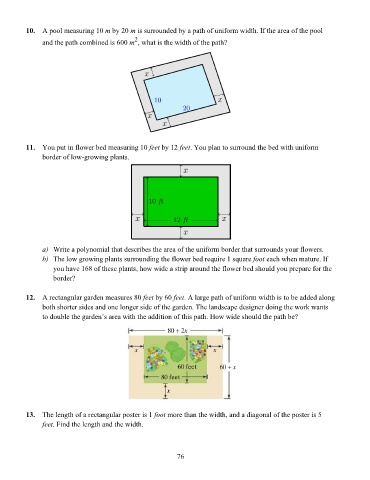 10. A pool measuring 10 m by 20 m is surrounded by a path of uniform width. If the area of the pool
and the path combined is 600 m², what is the width of the path?
x
10
x
20
x
x
11. You put in flower bed measuring 10 feet by 12 feet. You plan to surround the bed with uniform
border of low-growing plants.
x
10 ft
x 12 ft x
x
a) Write a polynomial that describes the area of the uniform border that surrounds your flowers.
b) The low growing plants surrounding the flower bed require 1 square foot each when mature. If
you have 168 of these plants, how wide a strip around the flower bed should you prepare for the
border?
12. A rectangular garden measures 80 feet by 60 feet. A large path of uniform width is to be added along
both shorter sides and one longer side of the garden. The landscape designer doing the work wants
to double the garden's area with the addition of this path. How wide should the path be?
80 + 2x
x x
60 feet 60 + x
80 feet
x
13. The length of a rectangular poster is 1 foot more than the width, and a diagonal of the poster is 5
feet. Find the length and the width.
76